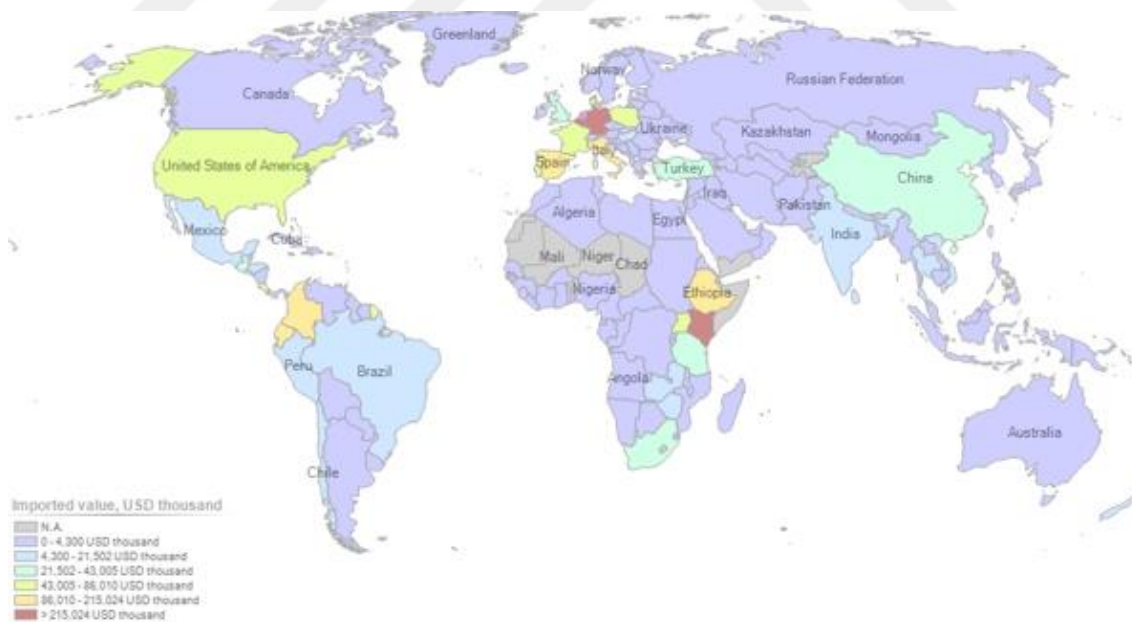 Greenland
Norway
Russian Federation
Canada
Ukraine
Kazakhstan
Mongolia
United States of America
Spain
Italy
Turkey
China
Iraq
Pakistan
Mexico
Cuba
Algeria
Egypt
India
Mali
Niger
Chad
Nigeria
Ethiopia
Peru
Brazil
Angola
Australia
Chile
Imported value, USD thousand
N.A.
0 - 4,300 USD thousand
4,300 - 21,502 USD thousand
21,502 - 43,005 USD thousand
43,005 - 86,010 USD thousand
86,010 - 215,024 USD thousand
> 215,024 USD thousand